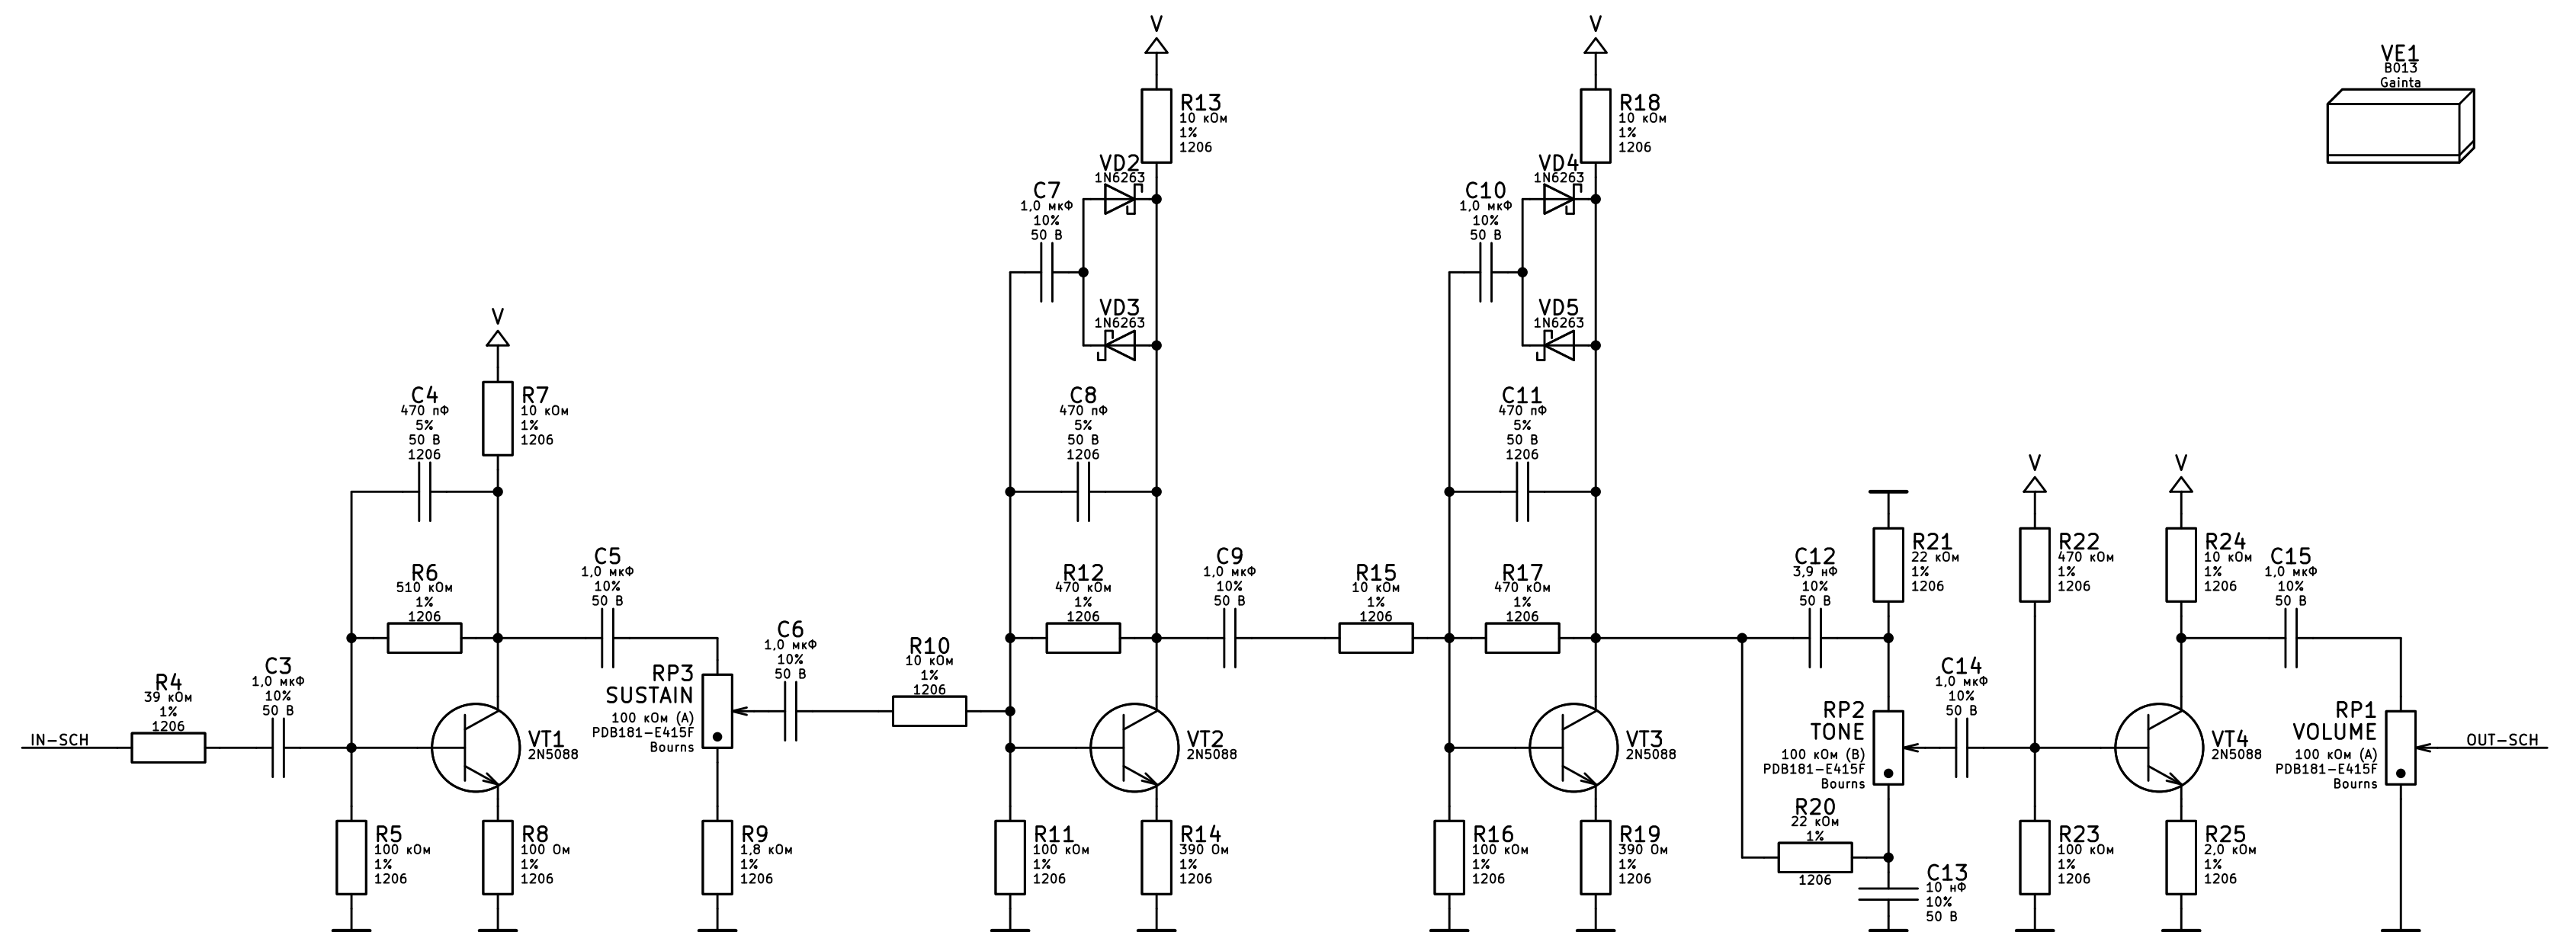 V
V
VE1
B013
Gainta
R13
10 кОм
1%
1206
R18
10 кОм
1%
1206
VD2
1N6263
VD4
1N6263
C7
1,0 мкФ
10%
50 В
C10
1,0 мкФ
10%
50 В
VD3
1N6263
VD5
1N6263
V
C4
470 пФ
5%
50 В
1206
R7
10 кОм
1%
1206
C8
470 пФ
5%
50 В
1206
C11
470 пФ
5%
50 В
1206
V
V
R6
510 кОм
1%
1206
C5
1,0 мкФ
10%
50 В
R12
470 кОм
1%
1206
C9
1,0 мкФ
10%
50 В
R15
10 кОм
1%
1206
R17
470 кОм
1%
1206
C12
3,9 нФ
10%
50 В
R21
22 кОм
1%
1206
R22
470 кОм
1%
1206
R24
10 кОм
1%
1206
C15
1,0 мкФ
10%
50 В
IN-SCH
R4
39 кОм
1%
1206
C3
1,0 мкФ
10%
50 В
VT1
2N5088
RP3
SUSTAIN
100 кОм (A)
PDB181-E415F
Bourns
C6
1,0 мкФ
10%
50 В
R10
10 кОм
1%
1206
VT2
2N5088
VT3
2N5088
RP2
TONE
100 кОм (B)
PDB181-E415F
Bourns
C14
1,0 мкФ
10%
50 В
VT4
2N5088
RP1
VOLUME
100 кОм (A)
PDB181-E415F
Bourns
OUT-SCH
R5
100 кОм
1%
1206
R8
100 Ом
1%
1206
R9
1,8 кОм
1%
1206
R11
100 кОм
1%
1206
R14
390 Ом
1%
1206
R16
100 кОм
1%
1206
R19
390 Ом
1%
1206
R20
22 кОм
1%
1206
C13
10 нФ
10%
50 В
R23
100 кОм
1%
1206
R25
2,0 кОм
1%
1206